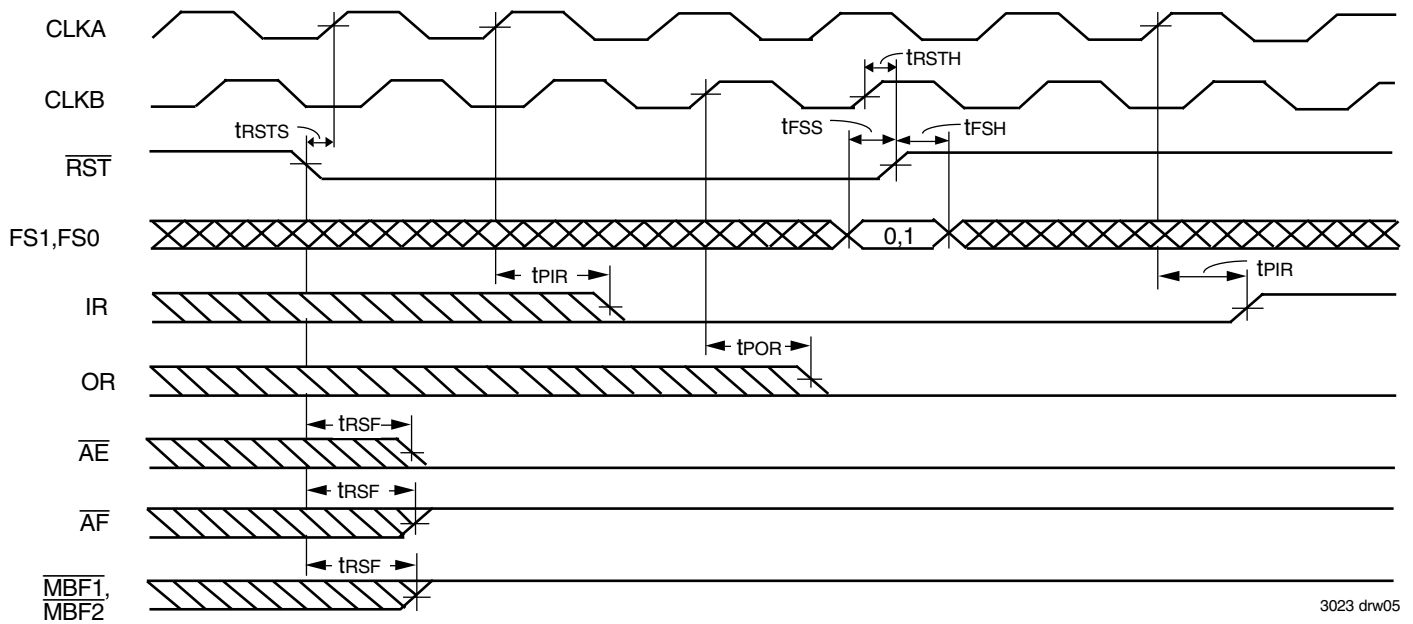 CLKA
tRSTH
CLKB
tRSTS
tFSS
tFSH
RST
FS1,FS0
0,1
tPIR
tPIR
IR
tPOR
OR
tRSF
AE
tRSF
AF
tRSF
MBF1,
MBF2
3023 drw05